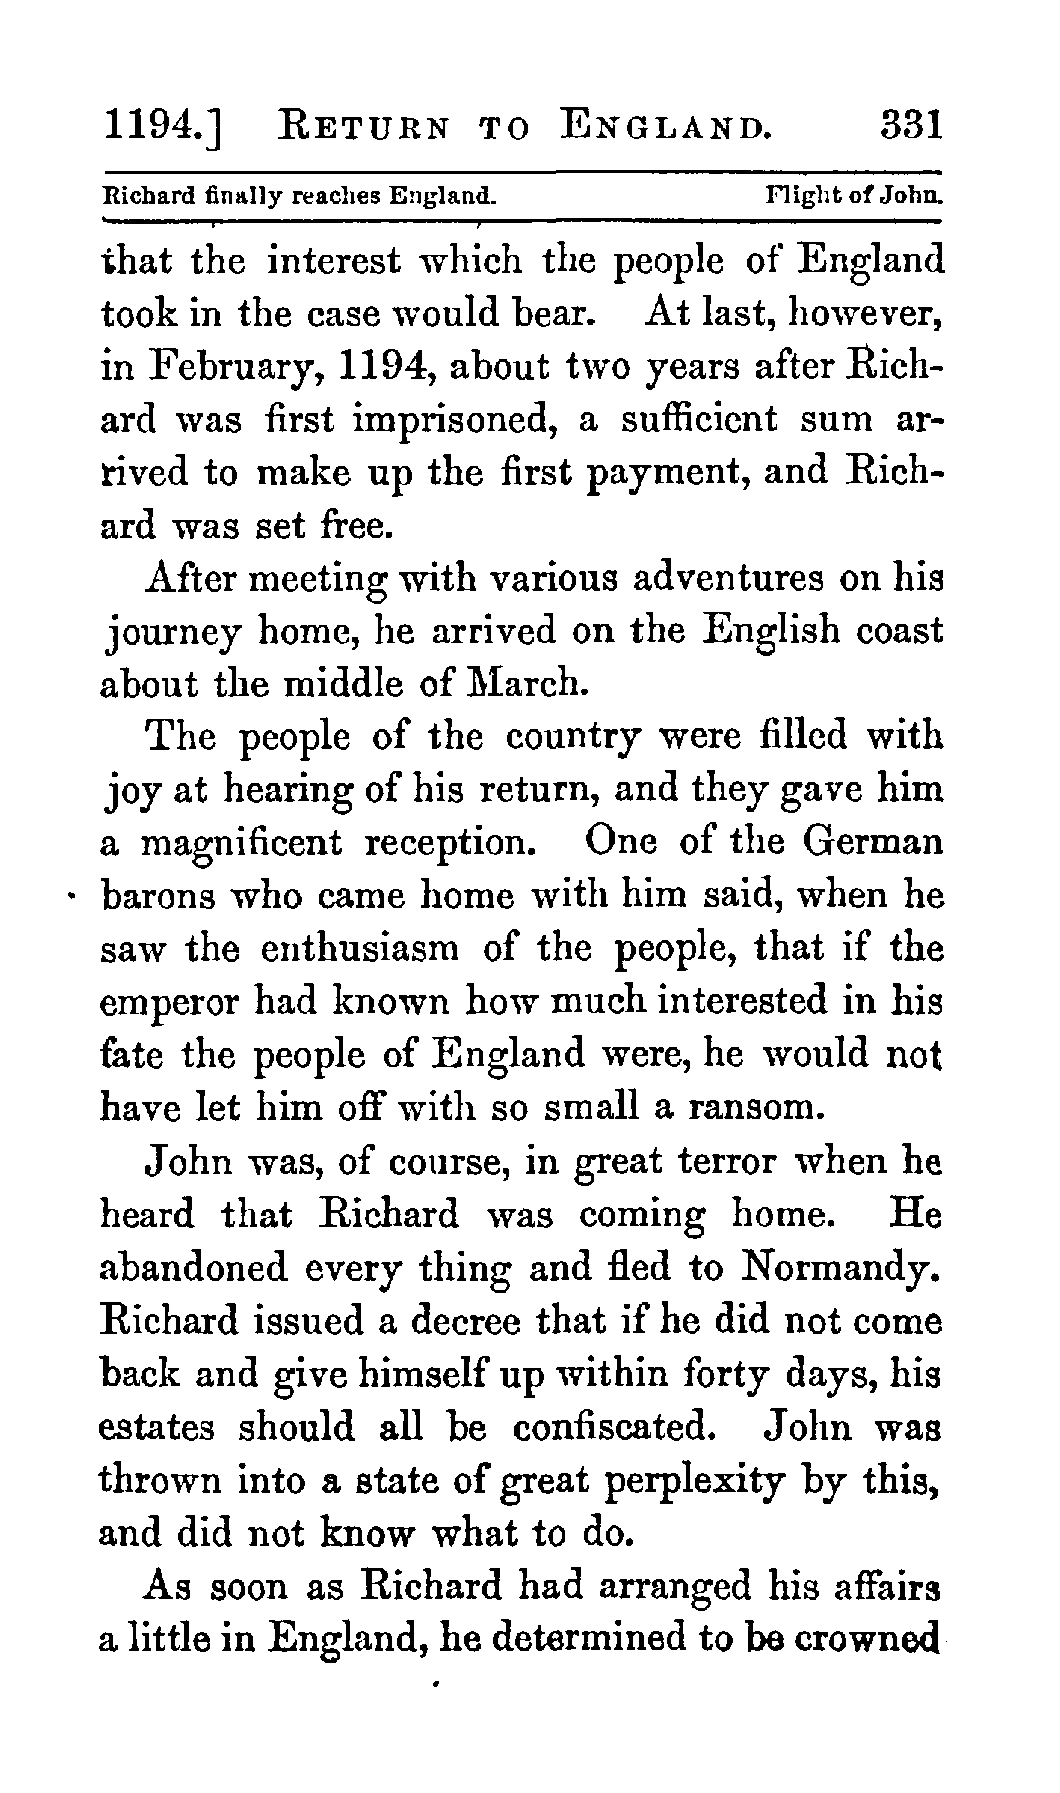 1194.] RETURN TO ENGLAND. 331
Richard finally reaches England. Flight of John.
that the interest which the people of England
took in the case would bear. At last, however,
in February, 1194, about two years after Rich-
ard was first imprisoned, a sufficient sum ar-
rived to make up the first payment, and Rich-
ard was set free.
After meeting with various adventures on his
journey home, he arrived on the English coast
about the middle of March.
The people of the country were filled with
joy at hearing of his return, and they gave him
a magnificent reception. One of the German
barons who came home with him said, when he
saw the enthusiasm of the people, that if the
emperor had known how much interested in his
fate the people of England were, he would not
have let him off with so small a ransom.
John was, of course, in great terror when he
heard that Richard was coming home. He
abandoned every thing and fled to Normandy.
Richard issued a decree that if he did not come
back and give himself up within forty days, his
estates should all be confiscated. John was
thrown into a state of great perplexity by this,
and did not know what to do.
As soon as Richard had arranged his affairs
a little in England, he determined to be crowned